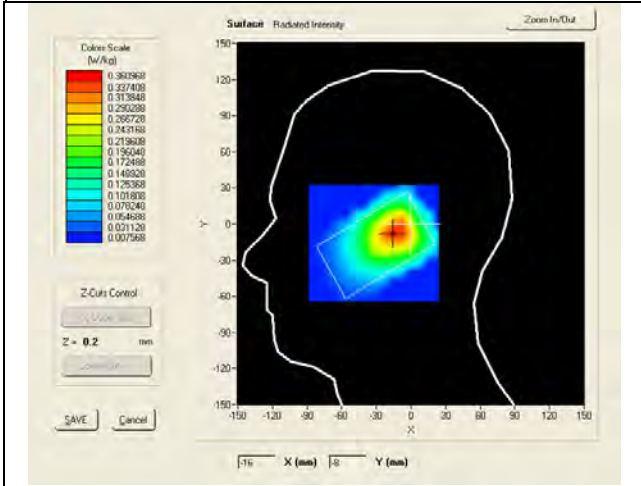 Surface Radiated Intensity
Zoom In/Out
Colors Scale
(W/kg)
0.360968
0.337408
0.313848
0.290288
0.266728
0.243168
0.219608
0.196048
0.172488
0.148928
0.125368
0.101808
0.078248
0.054688
0.031128
0.007568
Z-Cuts Control
Z = 0.2 mm
SAVE Cancel
150
120
90
60
30
0
-30
-60
-90
-120
-150
Y
-150 -120 -90 -60 -30 0 30 60 90 120 150
X
-16 X (mm) -8 Y (mm)